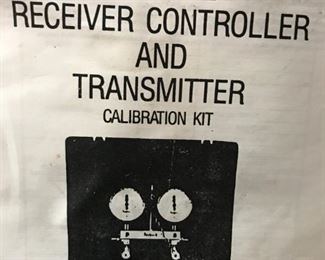 RECEIVER CONTROLLER
AND
TRANSMITTER
CALIBRATION KIT